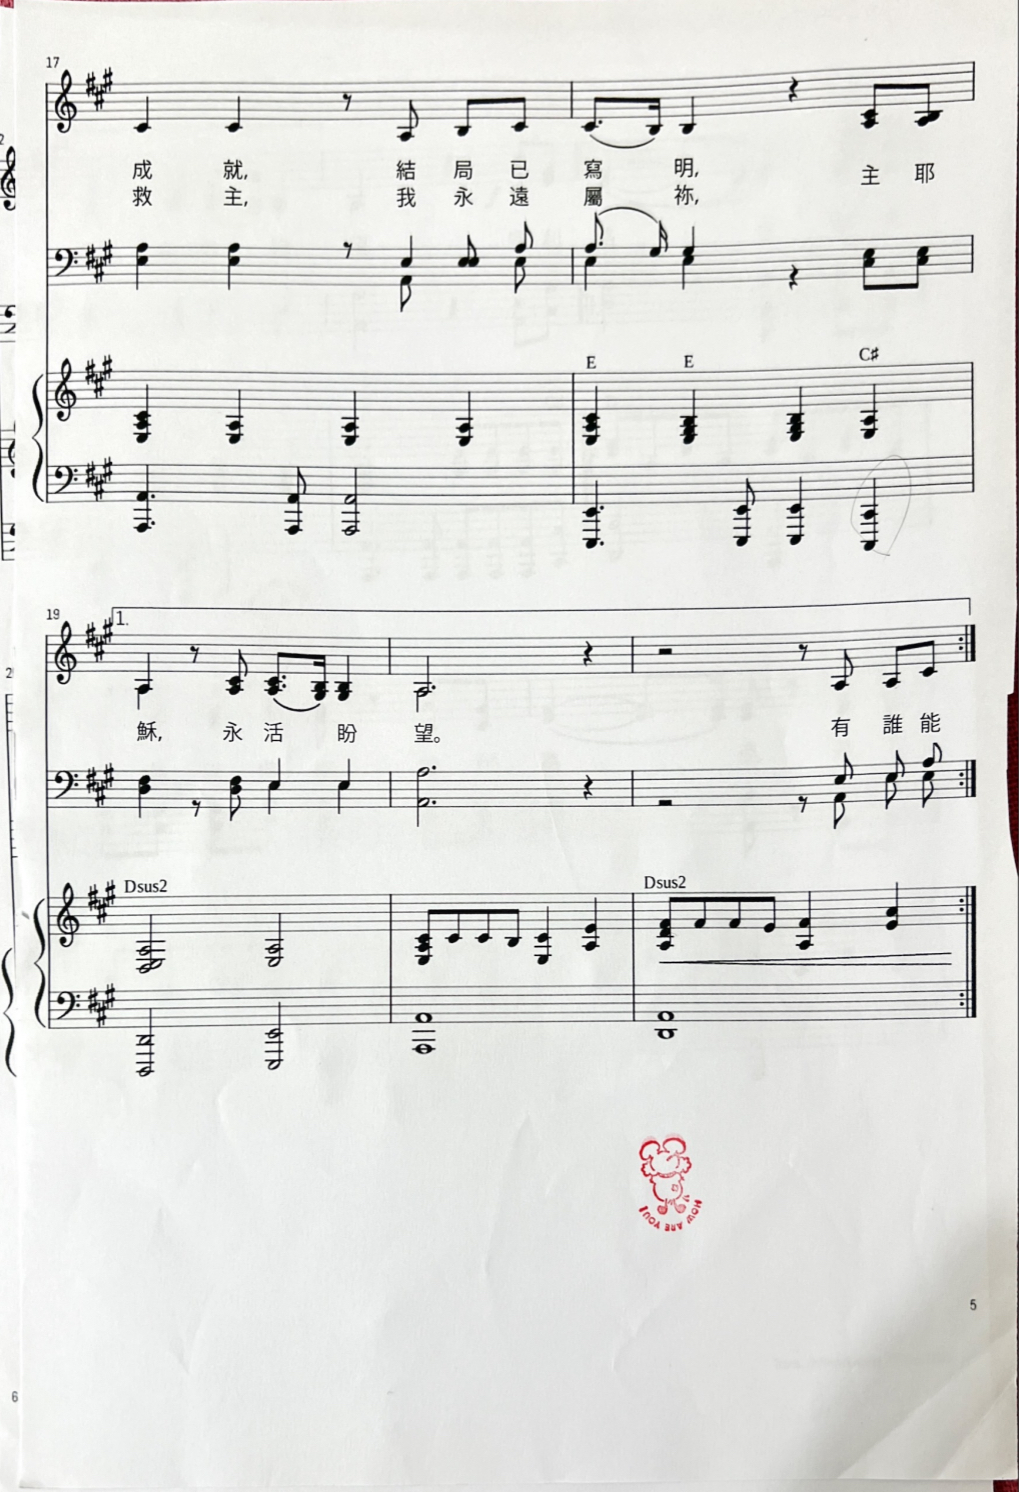 17
成 就, 結 局 已 寫 明, 主 耶
救 主, 我 永 遠 屬 祢,
E E C♯
19
1.
穌, 永 活 盼 望。 有 誰 能
Dsus2 Dsus2
HOW ARE YOU!
5
6